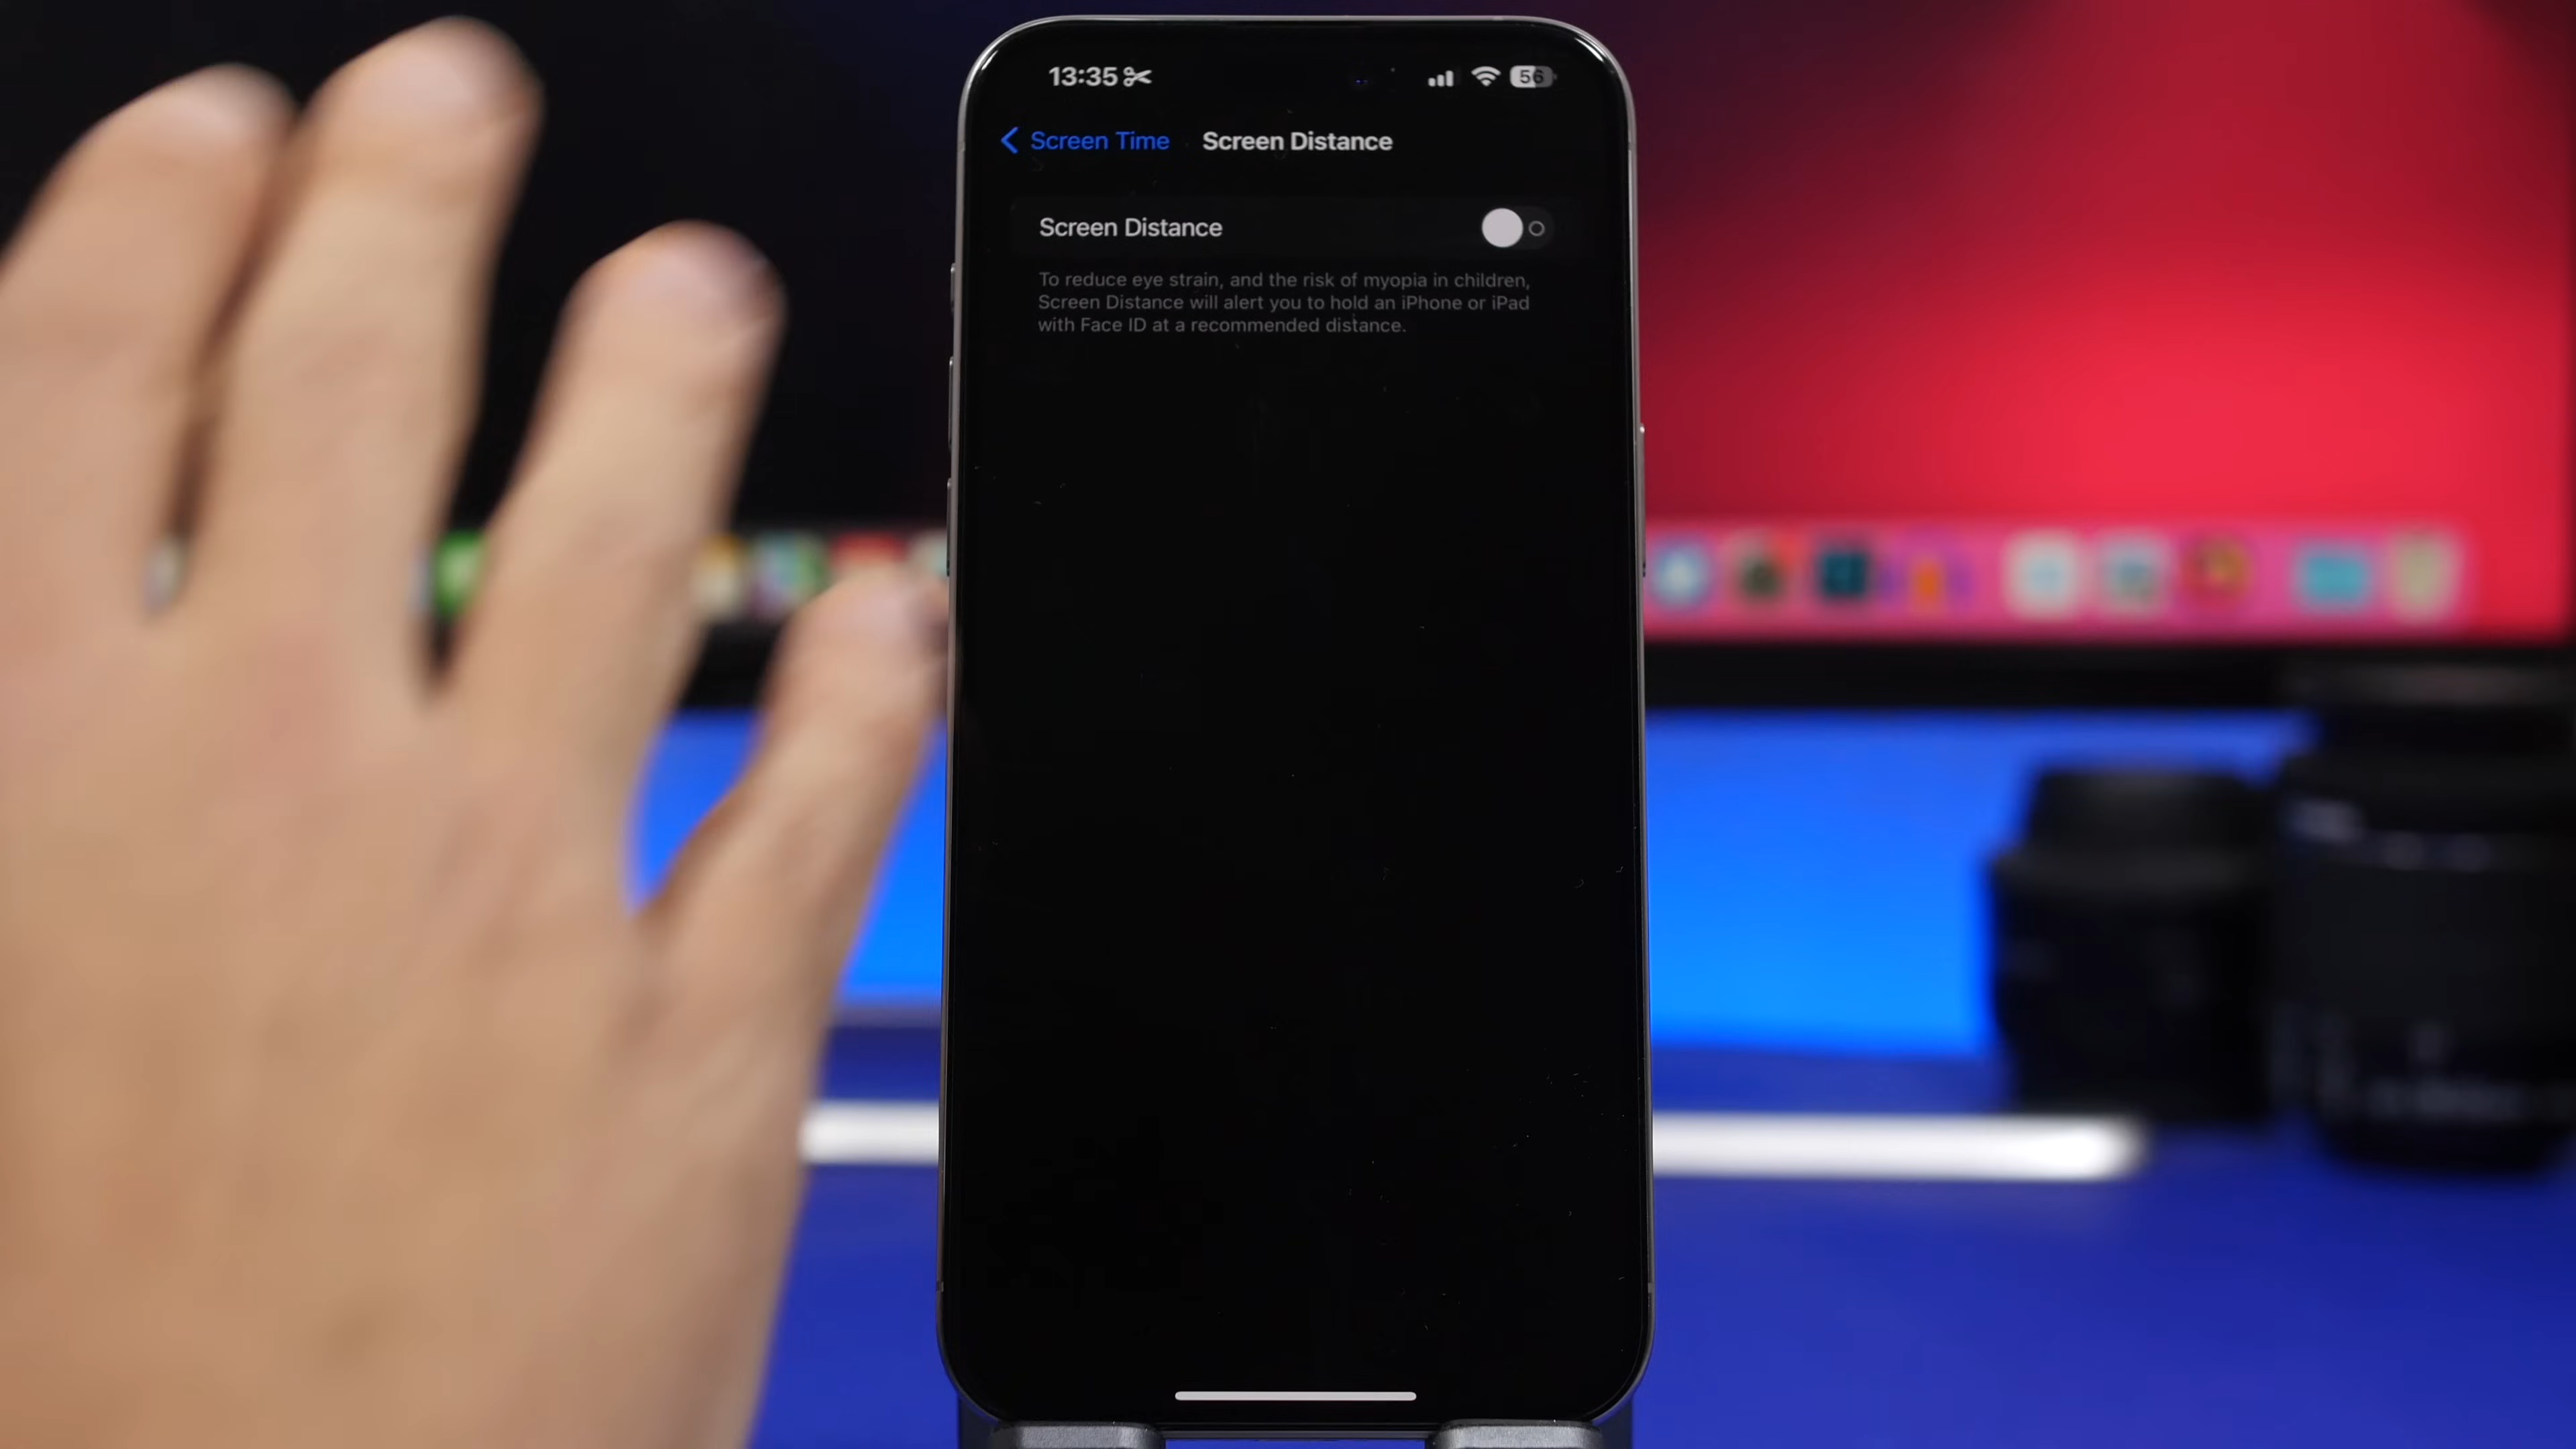 13:35
56
Screen Time
Screen Distance
Screen Distance
To reduce eye strain, and the risk of myopia in children,
Screen Distance will alert you to hold an iPhone or iPad
with Face ID at a recommended distance.